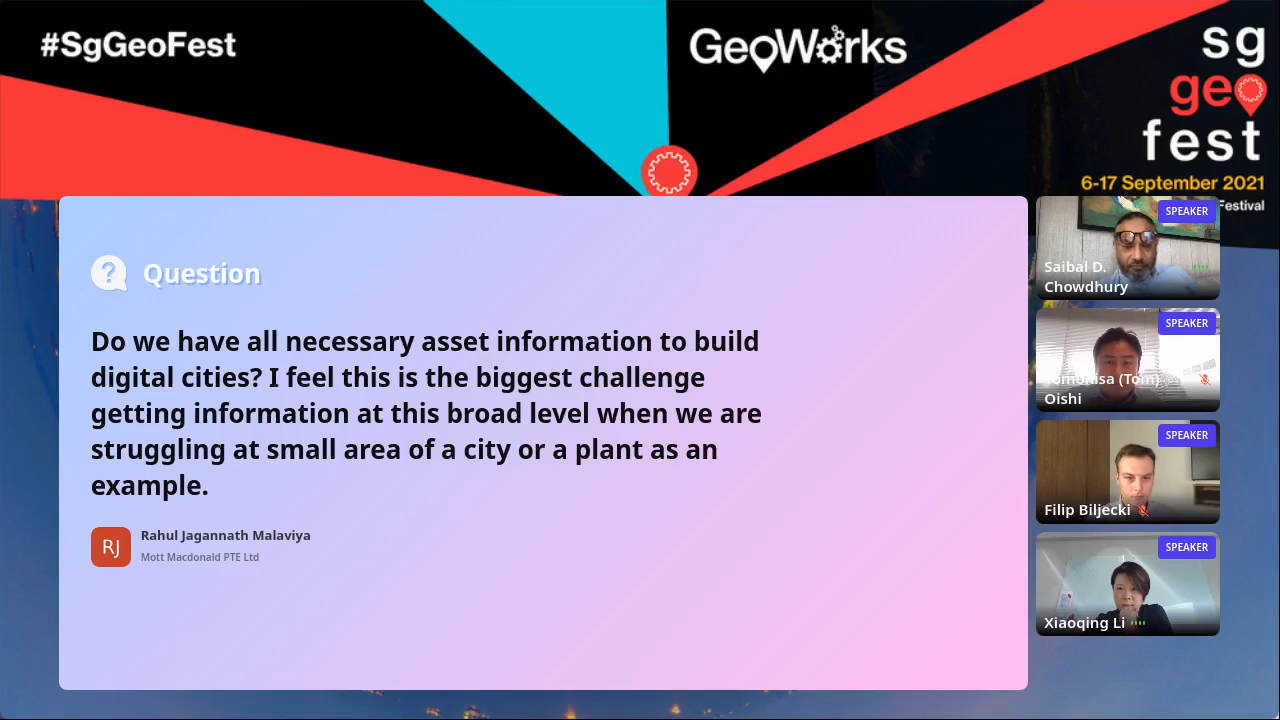 #SgGeoFest
GeoWorks
sg
geo
fest
6-17 September 2021
Festival
Question
Do we have all necessary asset information to build
digital cities? I feel this is the biggest challenge
getting information at this broad level when we are
struggling at small area of a city or a plant as an
example.
RJ
Rahul Jagannath Malaviya
Mott Macdonald PTE Ltd
SPEAKER
Saibal D.
Chowdhury
SPEAKER
Tomohisa (Tom)
Oishi
SPEAKER
Filip Biljecki
SPEAKER
Xiaoqing Li